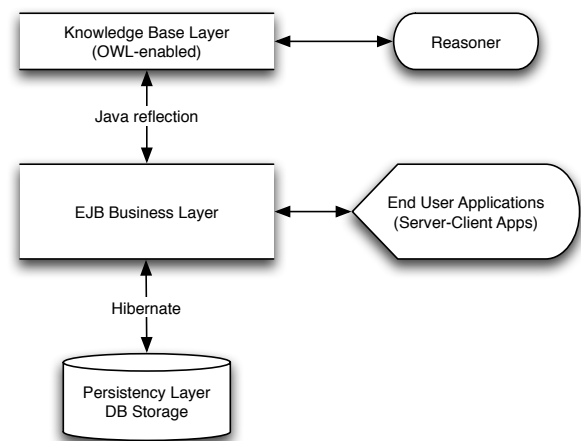 Knowledge Base Layer
(OWL-enabled)
Reasoner
Java reflection
EJB Business Layer
End User Applications
(Server-Client Apps)
Hibernate
Persistency Layer
DB Storage